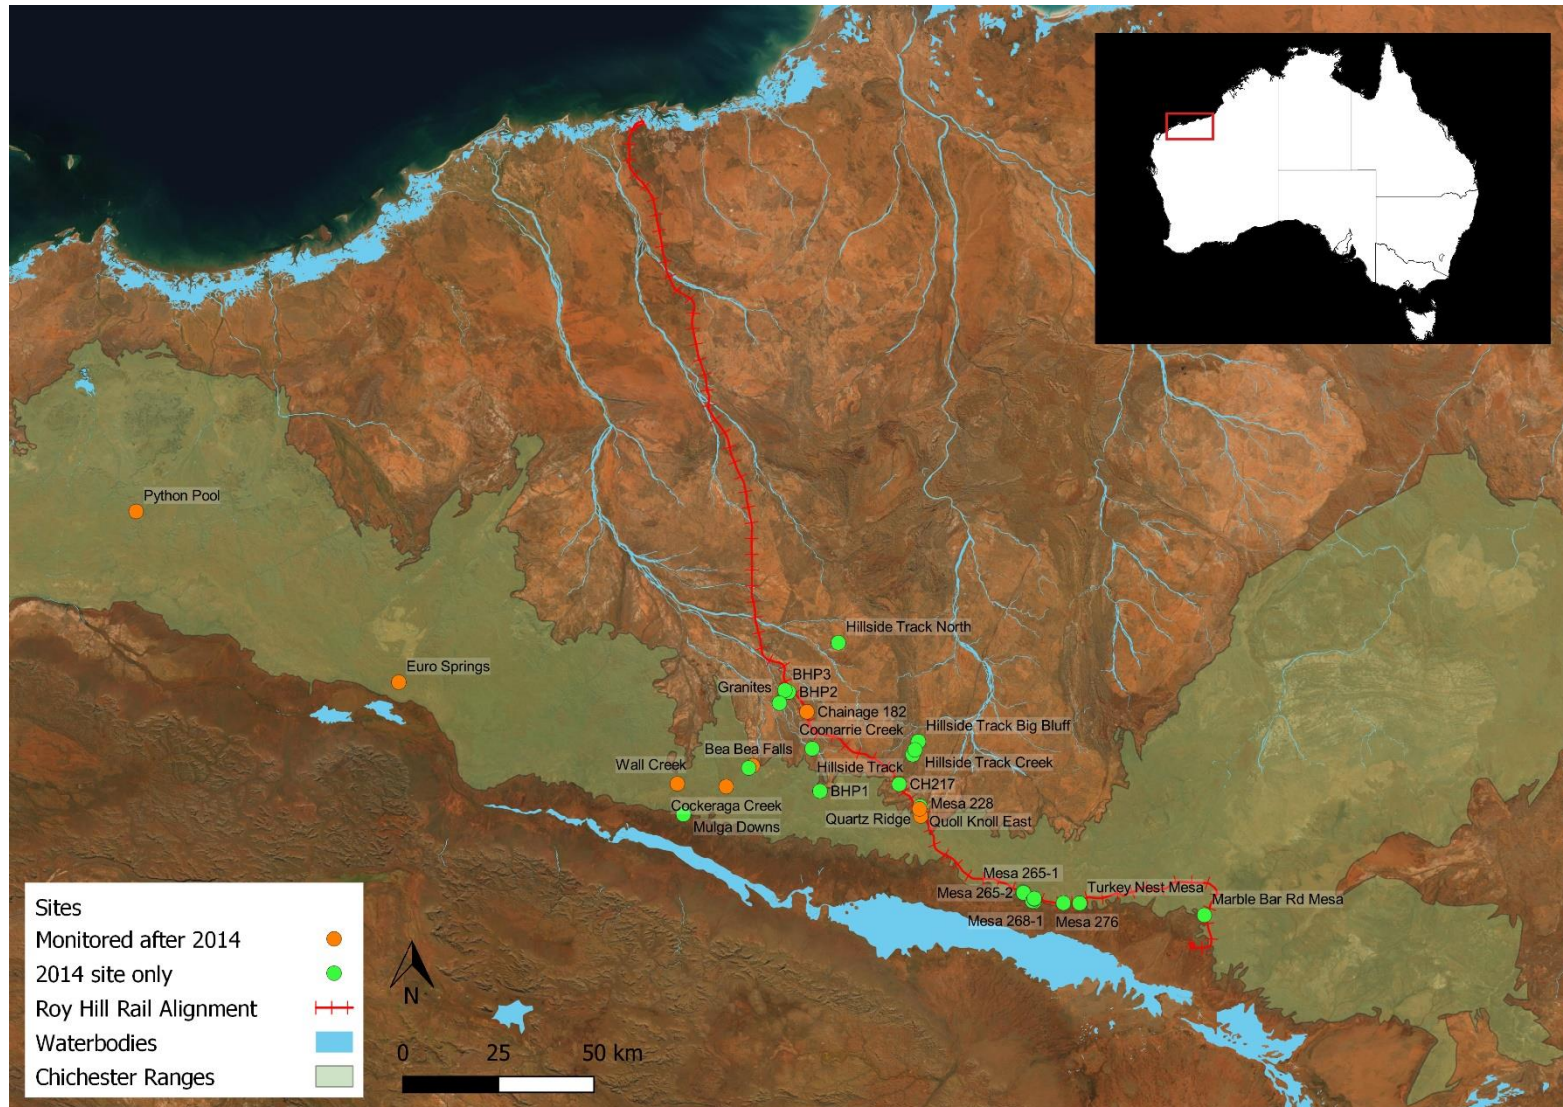 Python Pool
Hillside Track North
Euro Springs
BHP3
Granites
BHP2
Chainage 182
Coonarrie Creek
Hillside Track Big Bluff
Bea Bea Falls
Wall Creek
Hillside Track
Hillside Track Creek
CH217
BHP1
Cockeraga Creek
Mesa 228
Mulga Downs
Quartz Ridge
Quoll Knoll East
Mesa 265-1
Mesa 265-2
Turkey Nest Mesa
Marble Bar Rd Mesa
Mesa 268-1
Mesa 276
Sites
Monitored after 2014
2014 site only
Roy Hill Rail Alignment
Waterbodies
Chichester Ranges
N
0 25 50 km